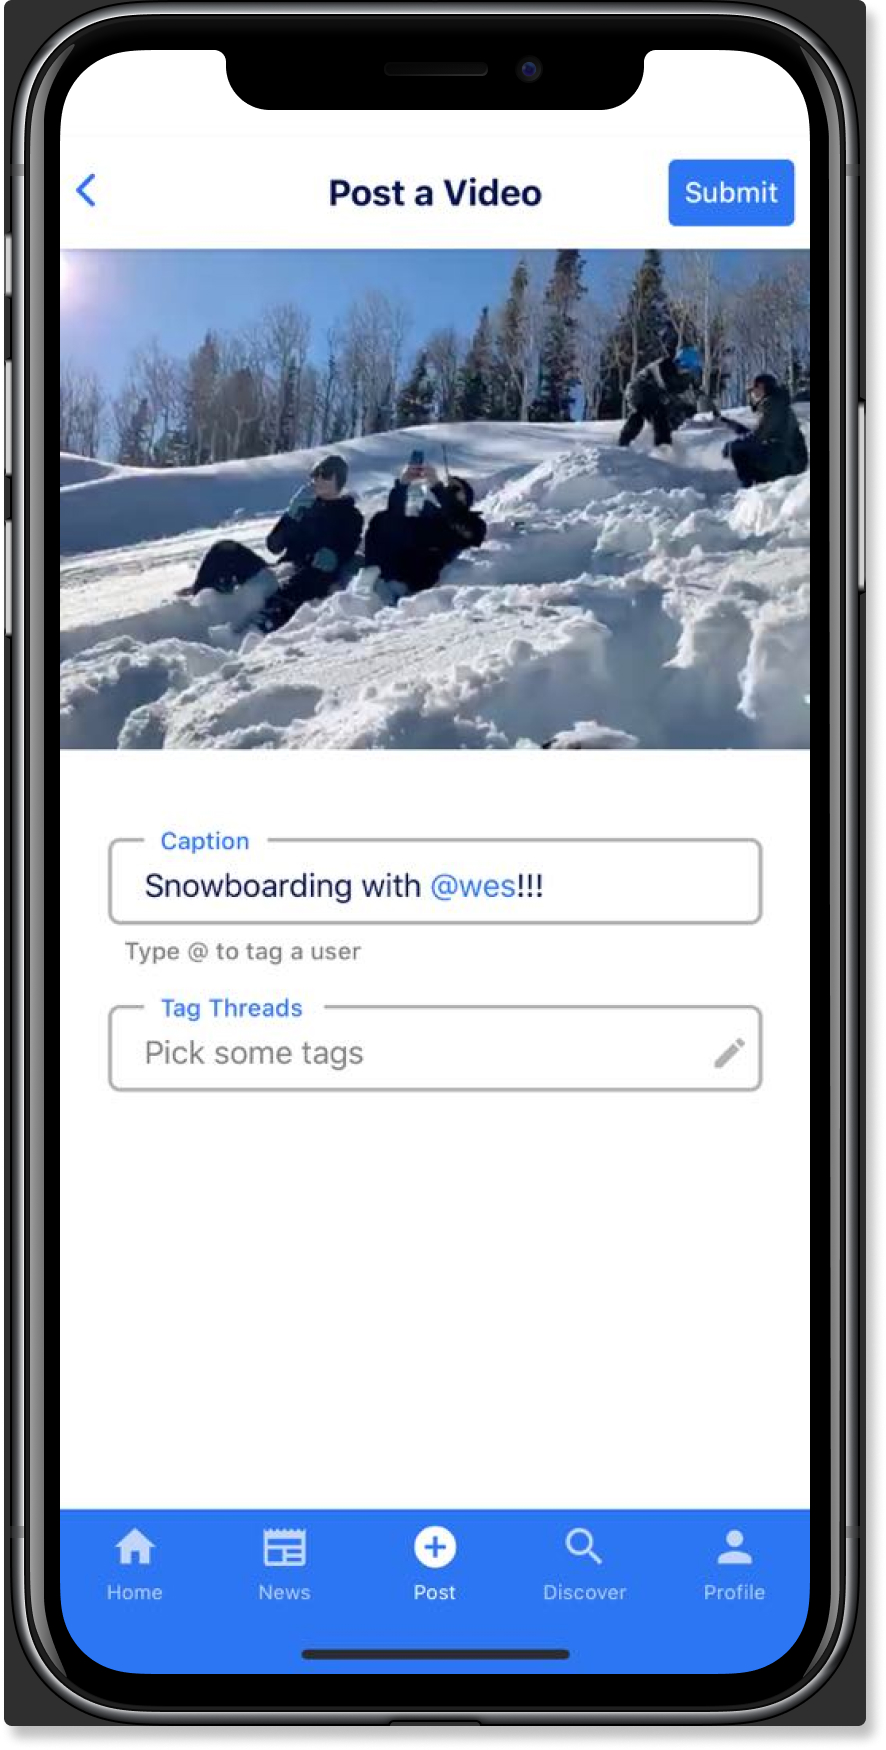 Post a Video
Submit
Caption
Snowboarding with @wes!!!
Type @ to tag a user
Tag Threads
Pick some tags
Home
News
Post
Discover
Profile